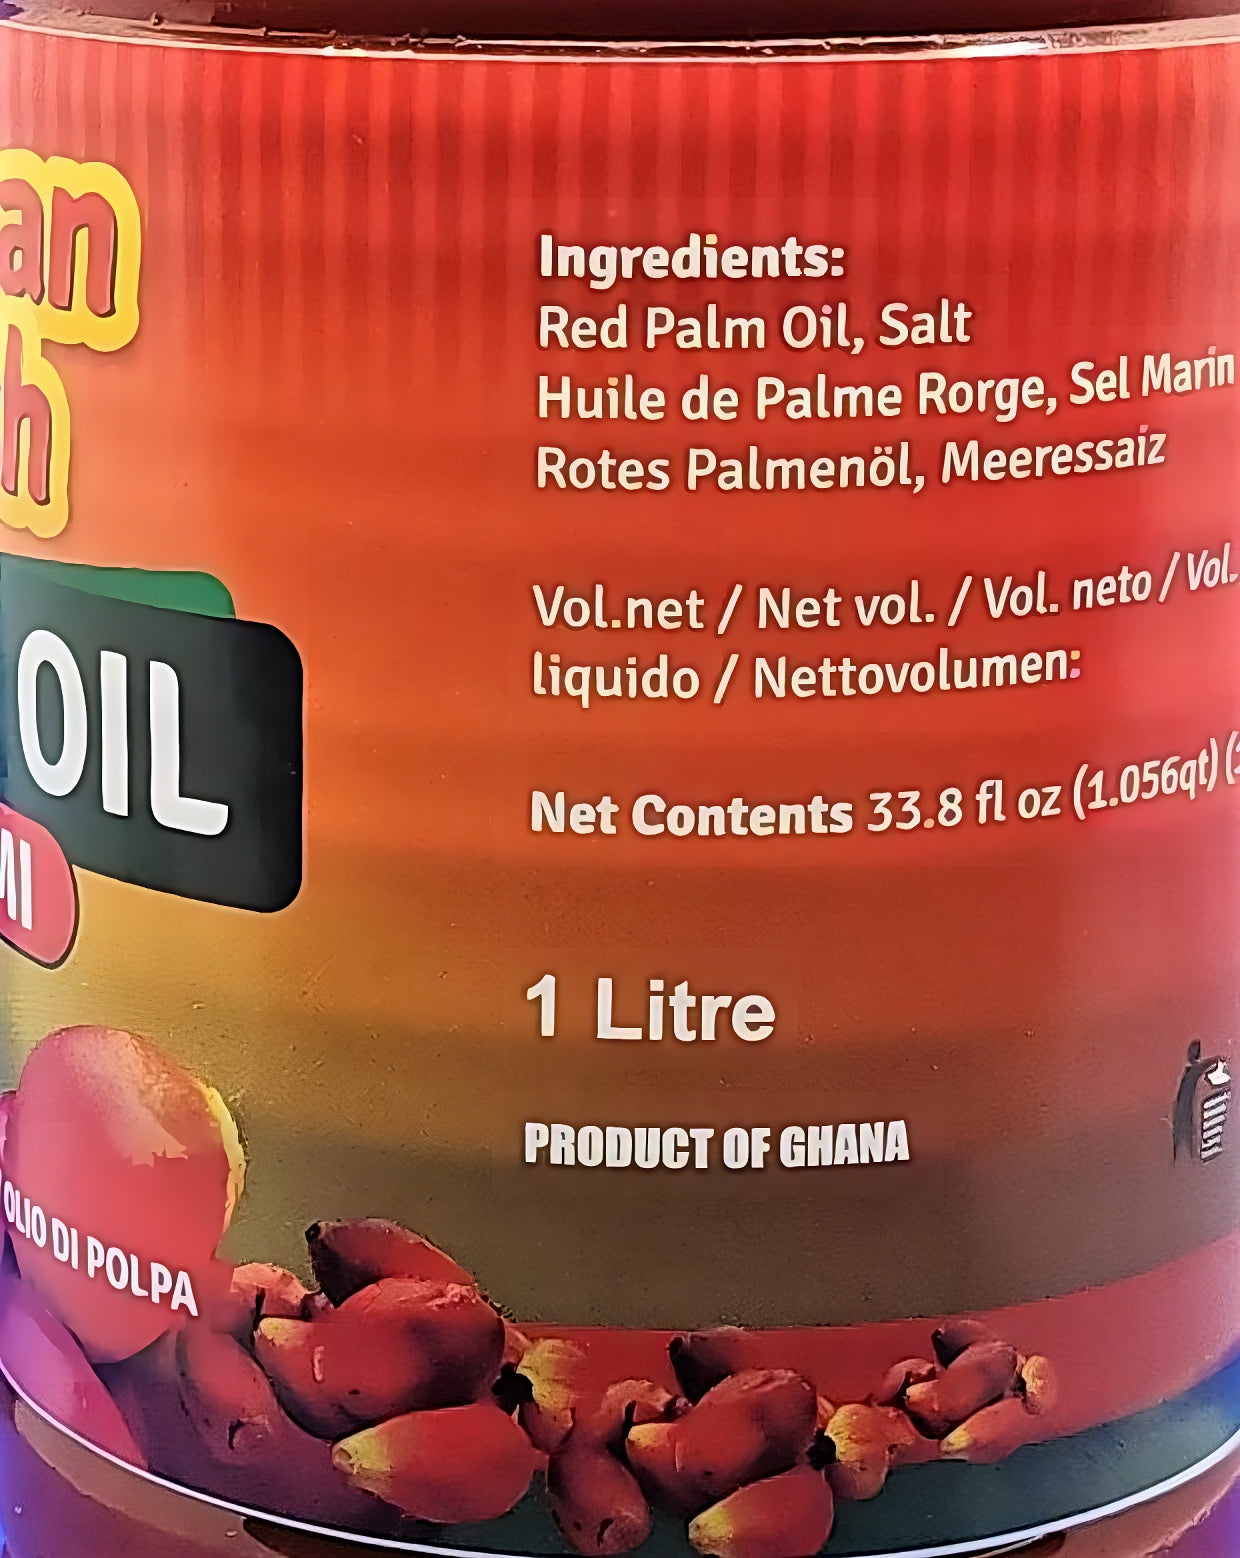 an
h
OIL
MI
OLIO DI POLPA
Ingredients:
Red Palm Oil, Salt
Huile de Palme Rorge, Sel Marin
Rotes Palmenöl, Meeressaiz
Vol.net / Net vol. / Vol. neto / Vol.
liquido / Nettovolumen:
Net Contents 33.8 fl oz (1.056qt) (
1 Litre
PRODUCT OF GHANA